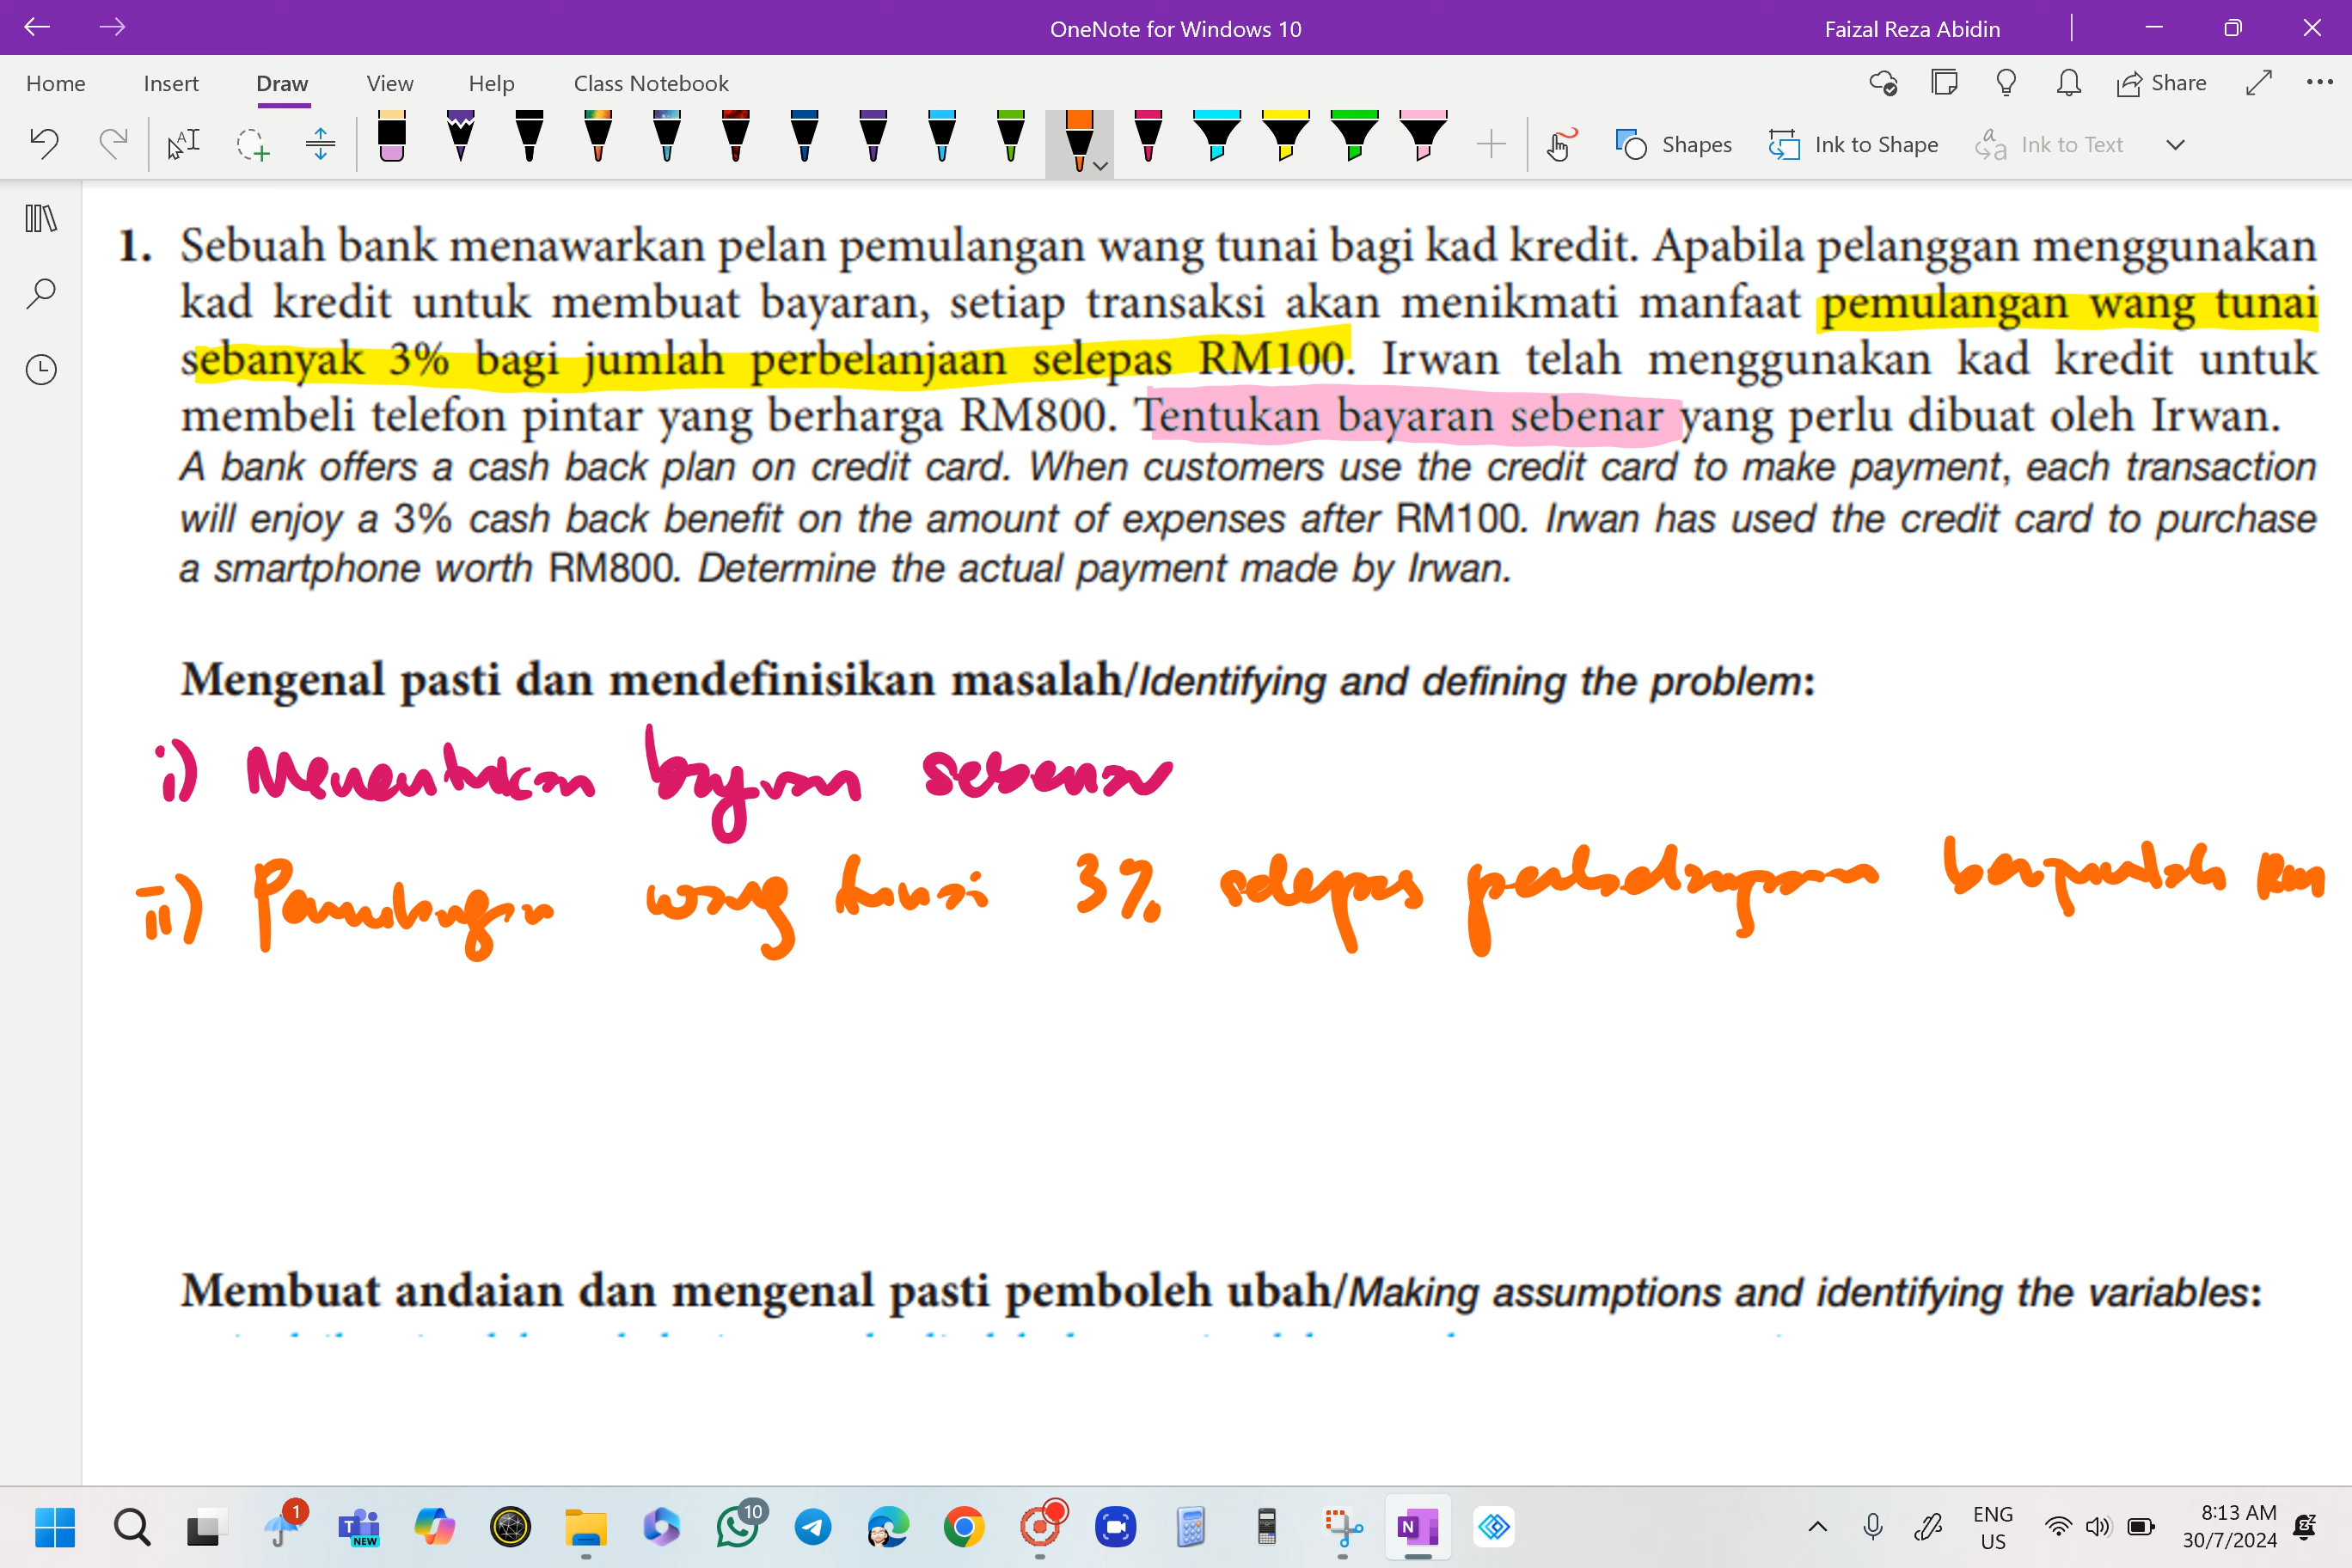 OneNote for Windows 10
Faizal Reza Abidin
Home Insert Draw View Help Class Notebook Share
Shapes Ink to Shape Ink to Text
1. Sebuah bank menawarkan pelan pemulangan wang tunai bagi kad kredit. Apabila pelanggan menggunakan
kad kredit untuk membuat bayaran, setiap transaksi akan menikmati manfaat pemulangan wang tunai
sebanyak 3% bagi jumlah perbelanjaan selepas RM100. Irwan telah menggunakan kad kredit untuk
membeli telefon pintar yang berharga RM800. Tentukan bayaran sebenar yang perlu dibuat oleh Irwan.
A bank offers a cash back plan on credit card. When customers use the credit card to make payment, each transaction
will enjoy a 3% cash back benefit on the amount of expenses after RM100. Irwan has used the credit card to purchase
a smartphone worth RM800. Determine the actual payment made by Irwan.
Mengenal pasti dan mendefinisikan masalah/Identifying and defining the problem:
i) Menentukan bayaran sebenar
ii) Pemulangan wang tunai 3% selepas perbelanjaan berjumlah RM
Membuat andaian dan mengenal pasti pemboleh ubah/Making assumptions and identifying the variables:
1 NEW 10
ENG
US
8:13 AM
30/7/2024